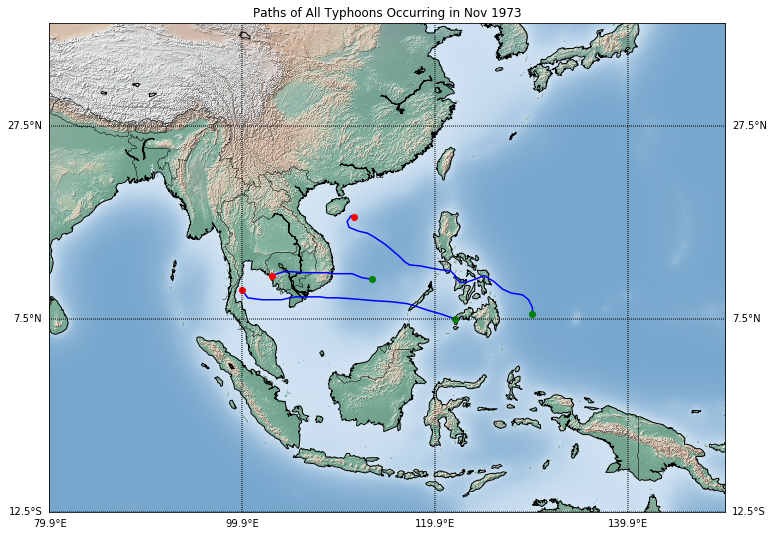 Paths of All Typhoons Occurring in Nov 1973
27.5°N 27.5°N
7.5°N 7.5°N
12.5°S 12.5°S
79.9°E 99.9°E 119.9°E 139.9°E